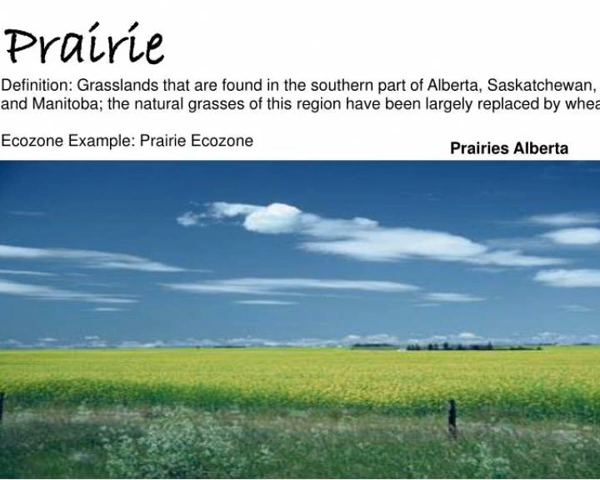 Prairie
Definition: Grasslands that are found in the southern part of Alberta, Saskatchewan,
and Manitoba; the natural grasses of this region have been largely replaced by whea
Ecozone Example: Prairie Ecozone
Prairies Alberta